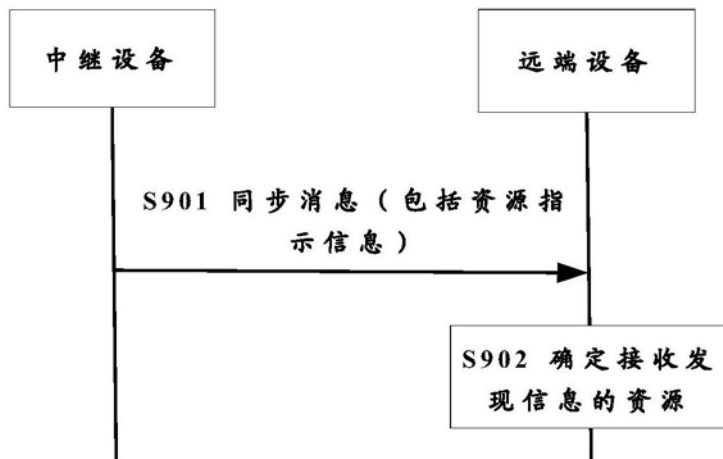 中继设备
远端设备
S901 同步消息（包括资源指
示信息）
S902 确定接收发
现信息的资源